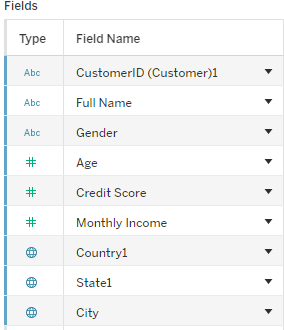 Fields
Type Field Name
Abc CustomerID (Customer)1
Abc Full Name
Abc Gender
# Age
# Credit Score
# Monthly Income
Country1
State1
City